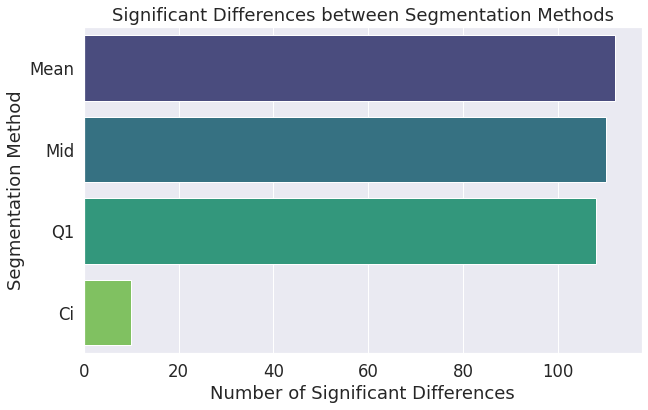 Significant Differences between Segmentation Methods
Segmentation Method
Mean
Mid
Q1
Ci
0 20 40 60 80 100
Number of Significant Differences